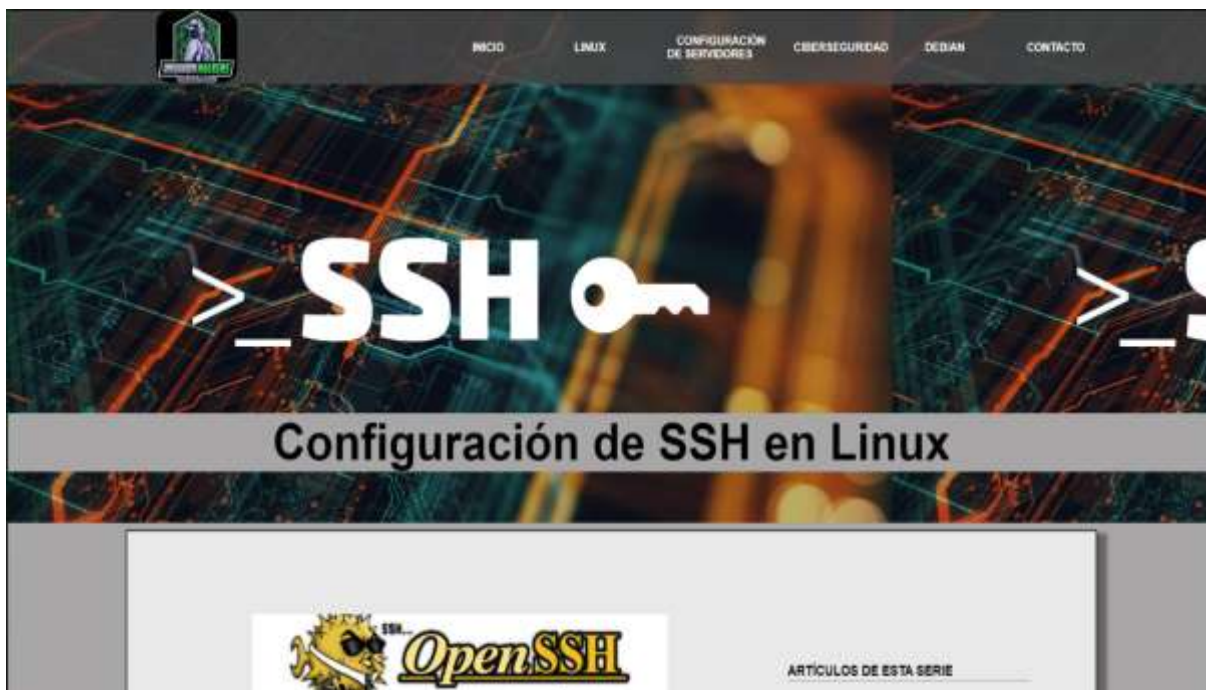 INICIO
LINUX
CONFIGURACIÓN
DE SERVIDORES
CIBERSEGURIDAD
DEBIAN
CONTACTO
>_SSH
>_S
Configuración de SSH en Linux
SSH...
OpenSSH
ARTÍCULOS DE ESTA SERIE